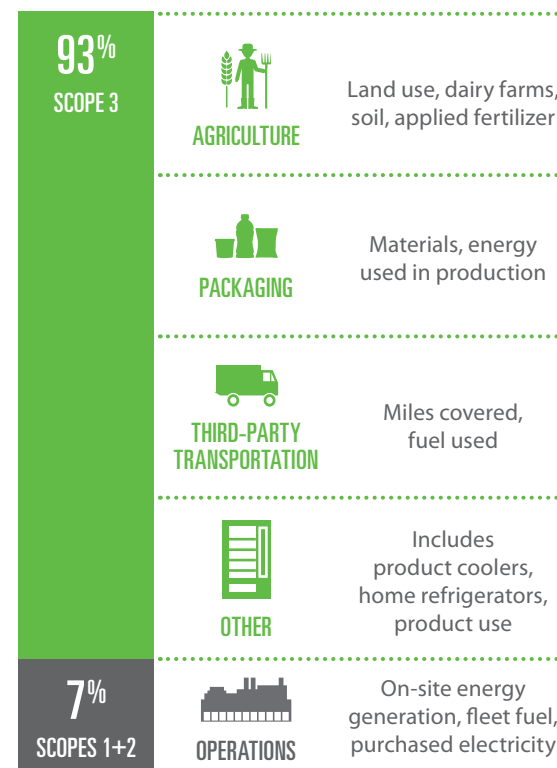 93%
SCOPE 3
AGRICULTURE
Land use, dairy farms,
soil, applied fertilizer
PACKAGING
Materials, energy
used in production
THIRD-PARTY
TRANSPORTATION
Miles covered,
fuel used
OTHER
Includes
product coolers,
home refrigerators,
product use
7%
SCOPES 1+2
OPERATIONS
On-site energy
generation, fleet fuel,
purchased electricity